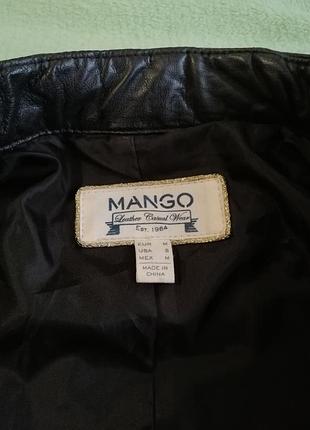 MANGO
Leather Casual Wear
EST. 1984
EUR M
USA S
MEX M
MADE IN
CHINA